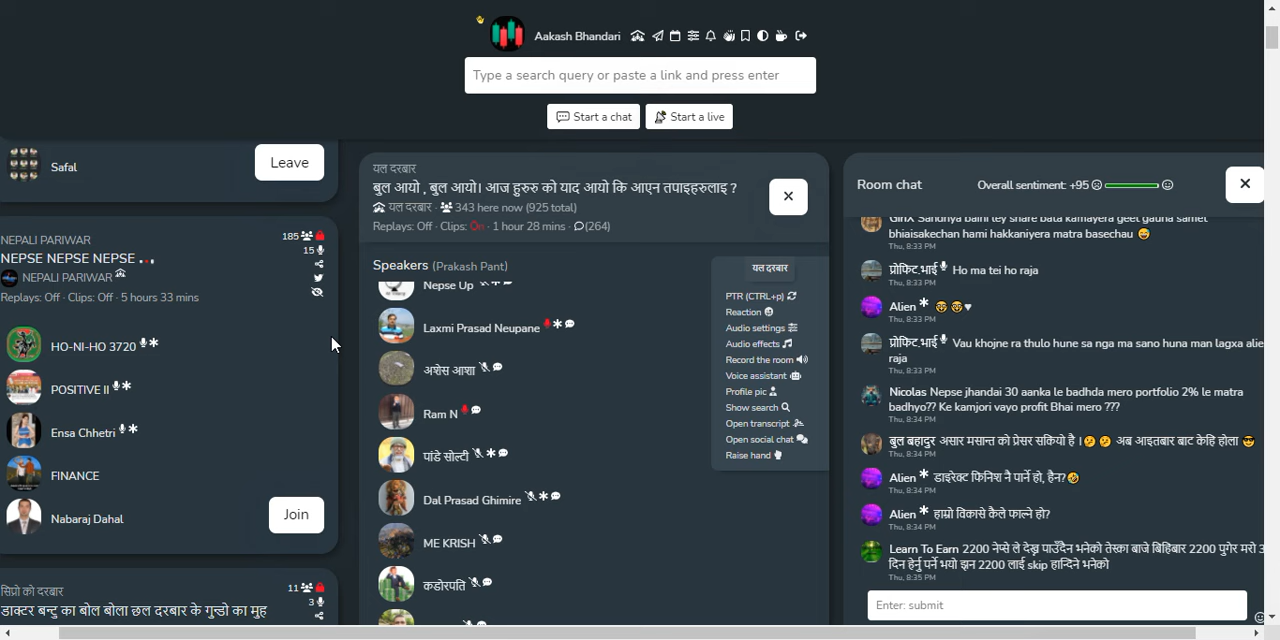 Aakash Bhandari
Type a search query or paste a link and press enter
Start a chat
Start a live
Safal
Leave
NEPALI PARIWAR
185
NEPSE NEPSE NEPSE
15
NEPALI PARIWAR
Replays: Off · Clips: Off · 5 hours 33 mins
HO-NI-HO 3720
POSITIVE II
Ensa Chhetri
FINANCE
Nabaraj Dahal
Join
सिप्रो को दरबार
11
3
डाक्टर बन्टु का बोल बोला छल दरबार के गुन्डो का मुह
यल दरबार
बुल आयो , बुल आयो। आज हुरुरु को याद आयो कि आएन तपाइहरुलाइ ?
यल दरबार · 343 here now (925 total)
Replays: Off · Clips: On · 1 hour 28 mins · (264)
Speakers (Prakash Pant)
Nepse Up
Laxmi Prasad Neupane
अशेस आशा
Ram N
पांडे सोल्टी
Dal Prasad Ghimire
ME KRISH
कडोरपति
यल दरबार
PTR (CTRL+p)
Reaction
Audio settings
Audio effects
Record the room
Voice assistant
Profile pic
Show search
Open transcript
Open social chat
Raise hand
Room chat
Overall sentiment: +95
GirıX Sandhya baini tey share bata kamayera geet gauna samet
bhiaisakechan hami hakkaniyera matra basechau
Thu, 8:33 PM
प्रोफिट.भाई Ho ma tei ho raja
Thu, 8:33 PM
Alien
Thu, 8:33 PM
प्रोफिट.भाई Vau khojne ra thulo hune sa nga ma sano huna man lagxa alie
raja
Thu, 8:33 PM
Nicolas Nepse jhandai 30 aanka le badhda mero portfolio 2% le matra
badhyo?? Ke kamjori vayo profit Bhai mero ???
Thu, 8:34 PM
बुल बहादुर असार मसान्त को प्रेसर सकियो है । अब आइतबार बाट केहि होला
Thu, 8:34 PM
Alien डाइरेक्ट फिनिश नै पार्ने हो, हैन?
Thu, 8:34 PM
Alien हाम्रो विकासे कैले फाल्ने हो?
Thu, 8:34 PM
Learn To Earn 2200 नेप्से ले देख्न पाउँदैन भनेको तेस्का बाजे बिहिबार 2200 पुगेर मरो 3
दिन हेर्नु पर्ने भयो झन 2200 लाई skip हान्दिने भनेको
Thu, 8:35 PM
Enter: submit